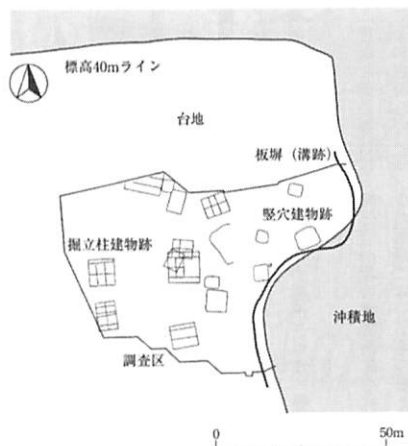 標高40mライン
台地
板塀（溝跡）
竪穴建物跡
掘立柱建物跡
沖積地
調査区
0 50m